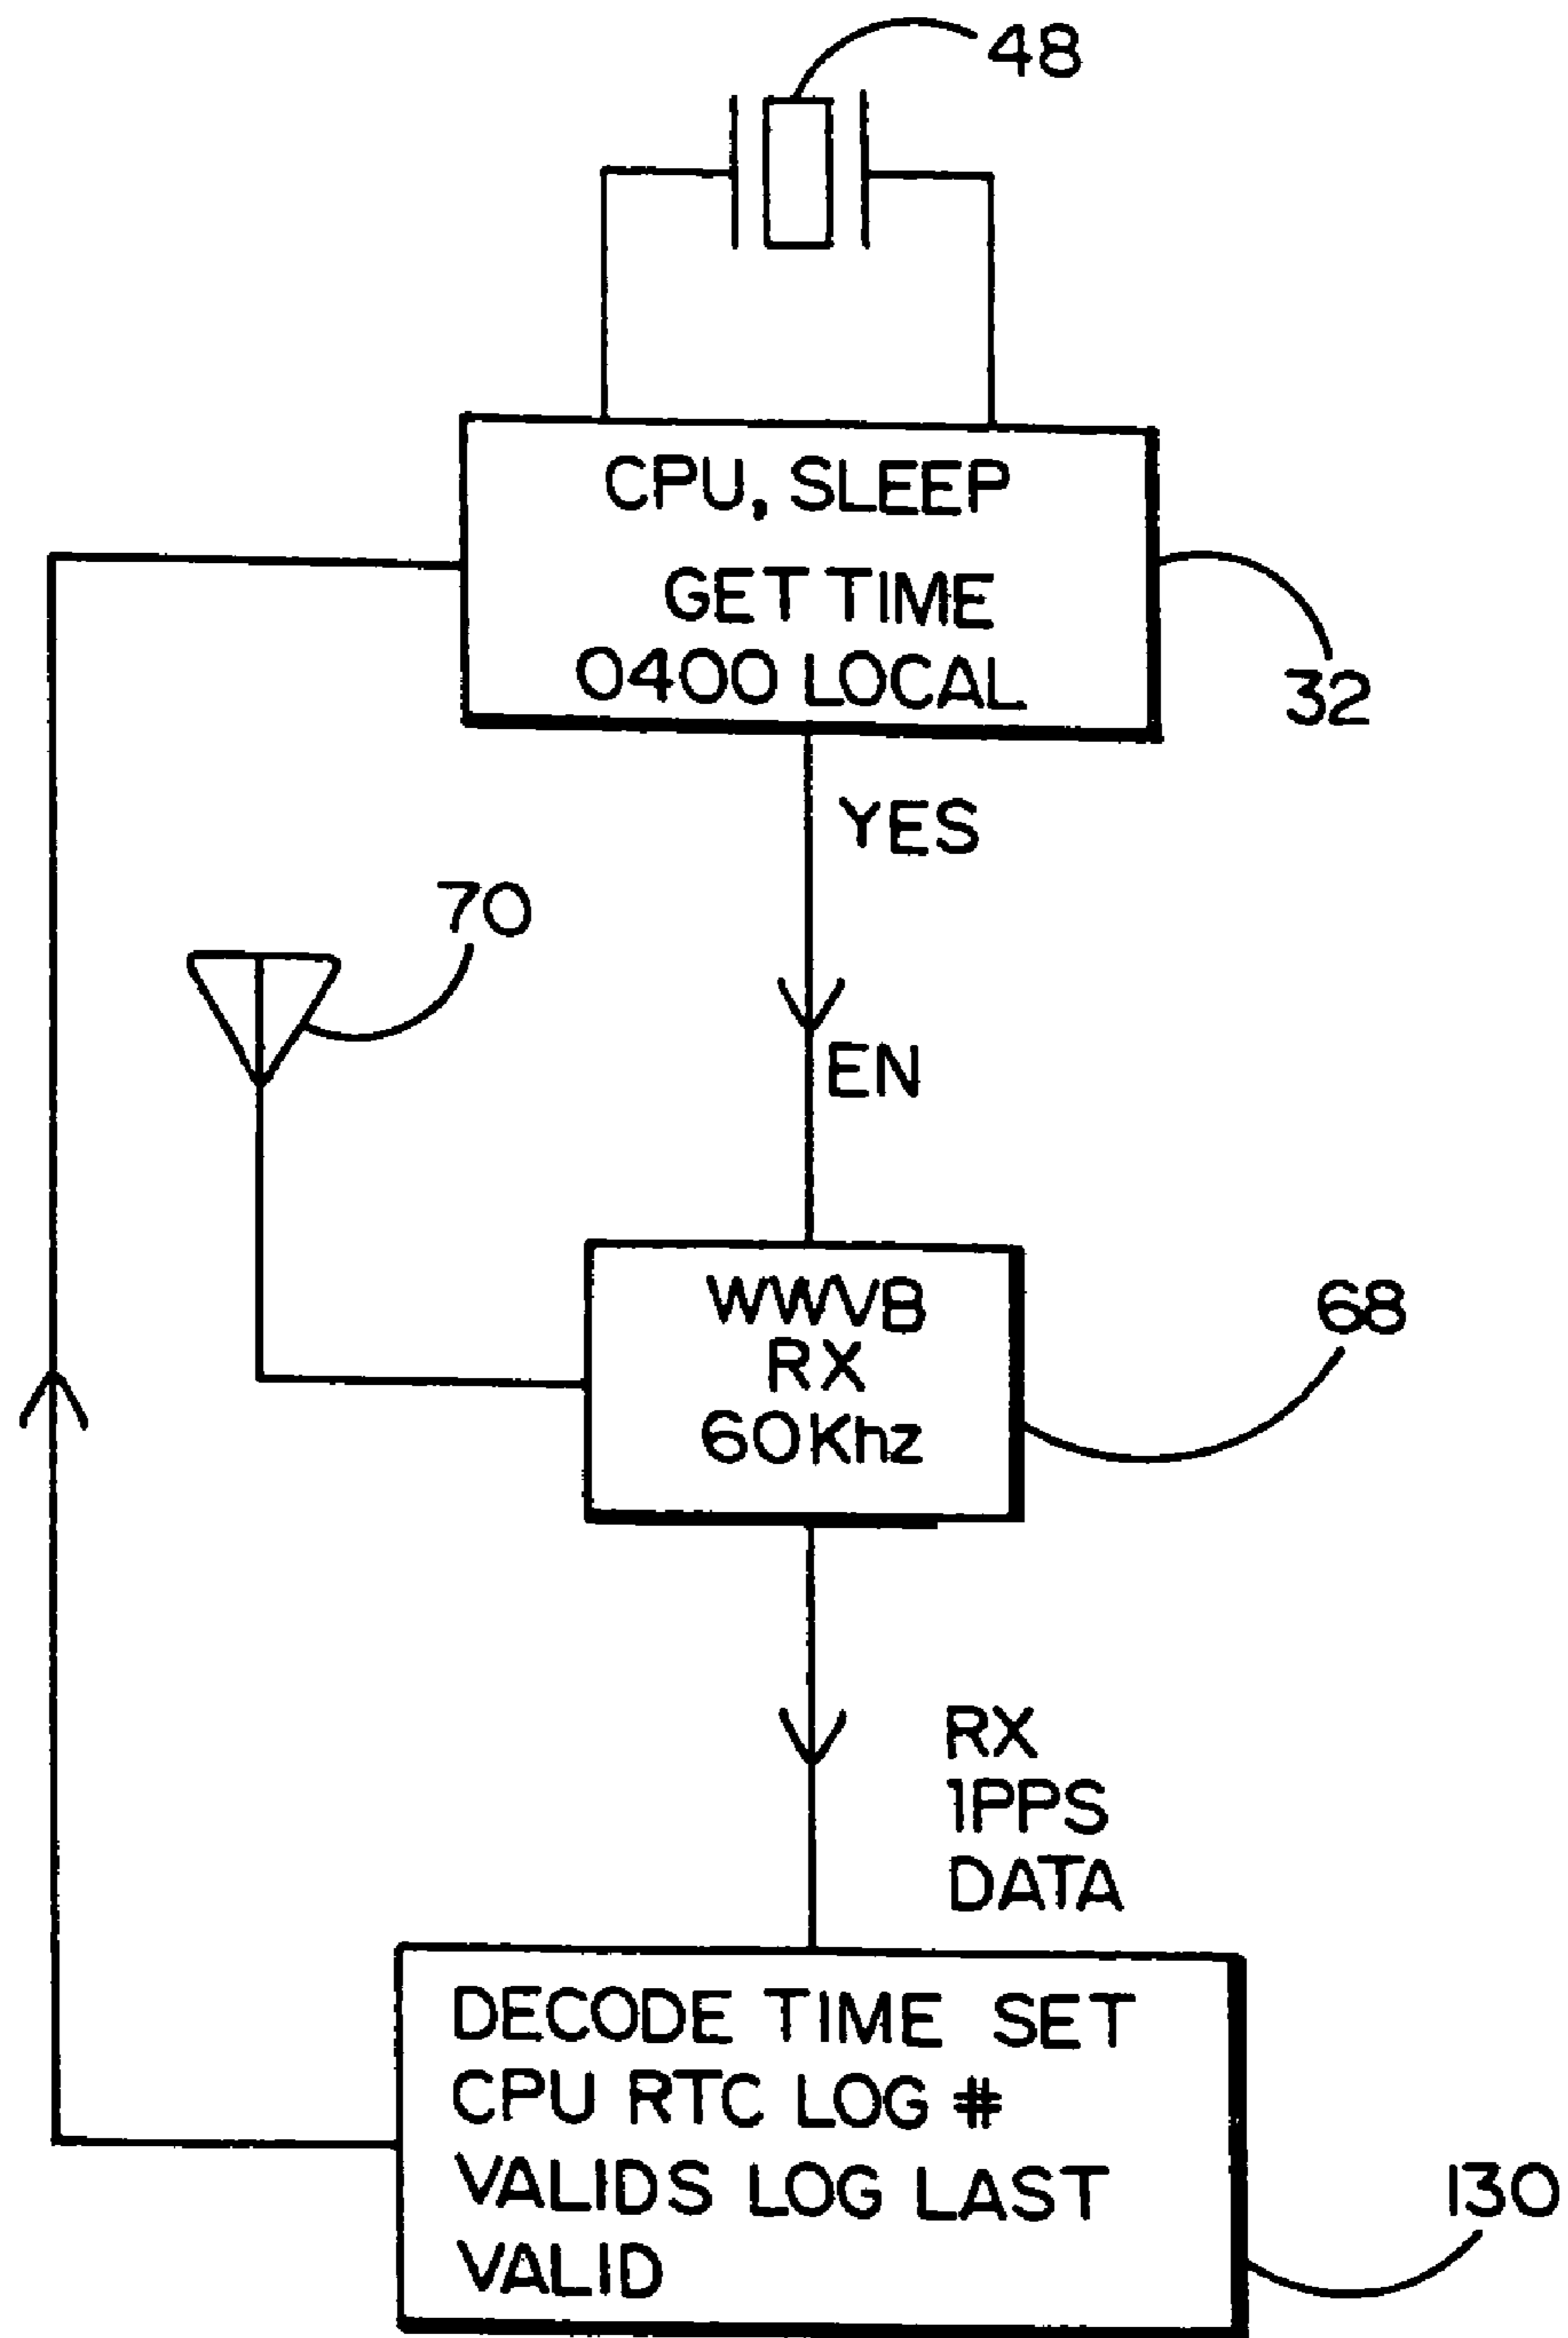 48
CPU, SLEEP
GET TIME
0400 LOCAL
32
YES
70
EN
WWVB
RX
60Khz
68
RX
1PPS
DATA
DECODE TIME SET
CPU RTC LOG #
VALIDS LOG LAST
VALID
130